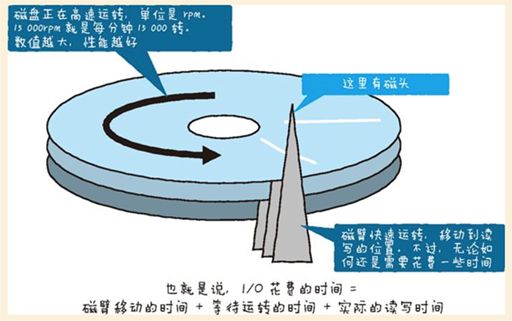 磁盘正在高速运转，单位是 rpm。
15 000rpm 就是每分钟 15 000 转。
数值越大，性能越好
这里有磁头
磁臂快速运转，移动到读
写的位置。不过，无论如
何还是需要花费一些时间
也就是说，I/O 花费的时间 =
磁臂移动的时间 + 等待运转的时间 + 实际的读写时间